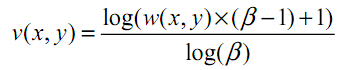 v(x, y) = log(w(x, y)×(β−1)+1) / log(β)